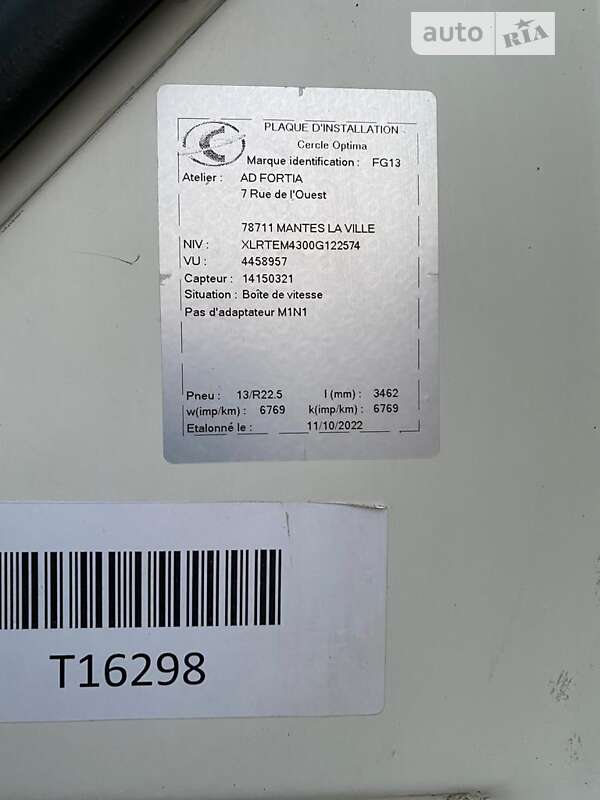 auto RIA
PLAQUE D'INSTALLATION
Cercle Optima
Marque identification : FG13
Atelier : AD FORTIA
7 Rue de l'Ouest
78711 MANTES LA VILLE
NIV : XLRTEM4300G122574
VU : 4458957
Capteur : 14150321
Situation : Boîte de vitesse
Pas d'adaptateur M1N1
Pneu : 13/R22.5 l (mm) : 3462
w(imp/km) : 6769 k(imp/km) : 6769
Etalonné le : 11/10/2022
T16298